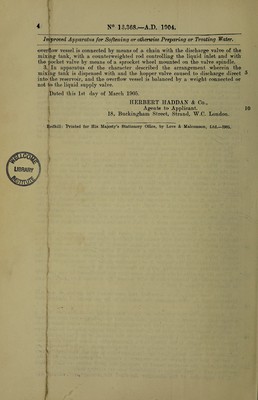 4
Nº 13,368.—A.D. 1904.
Improved Apparatus for Softening or otherwise Preparing or Treating Water.
overflow vessel is connected by means of a chain with the discharge valve of the
mixing tank, with a counterweighted rod controlling the liquid inlet and with
the pocket valve by means of a sprocket wheel mounted on the valve spindle.
3. In apparatus of the character described the arrangement wherein the
mixing tank is dispensed with and the hopper valve caused to discharge direct 5
into the reservoir, and the overflow vessel is balanced by a weight connected or
not to the liquid supply valve.
Dated this 1st day of March 1905.
HERBERT HADDAN & Co.,
Agents to Applicant 10
18, Buckingham Street, Strand, W.C. London.
Redhill: Printed for His Majesty's Stationery Office, by Love & Malcomson, Ltd.—1905.
WELLCOME
LIBRARY
INSTITUTE